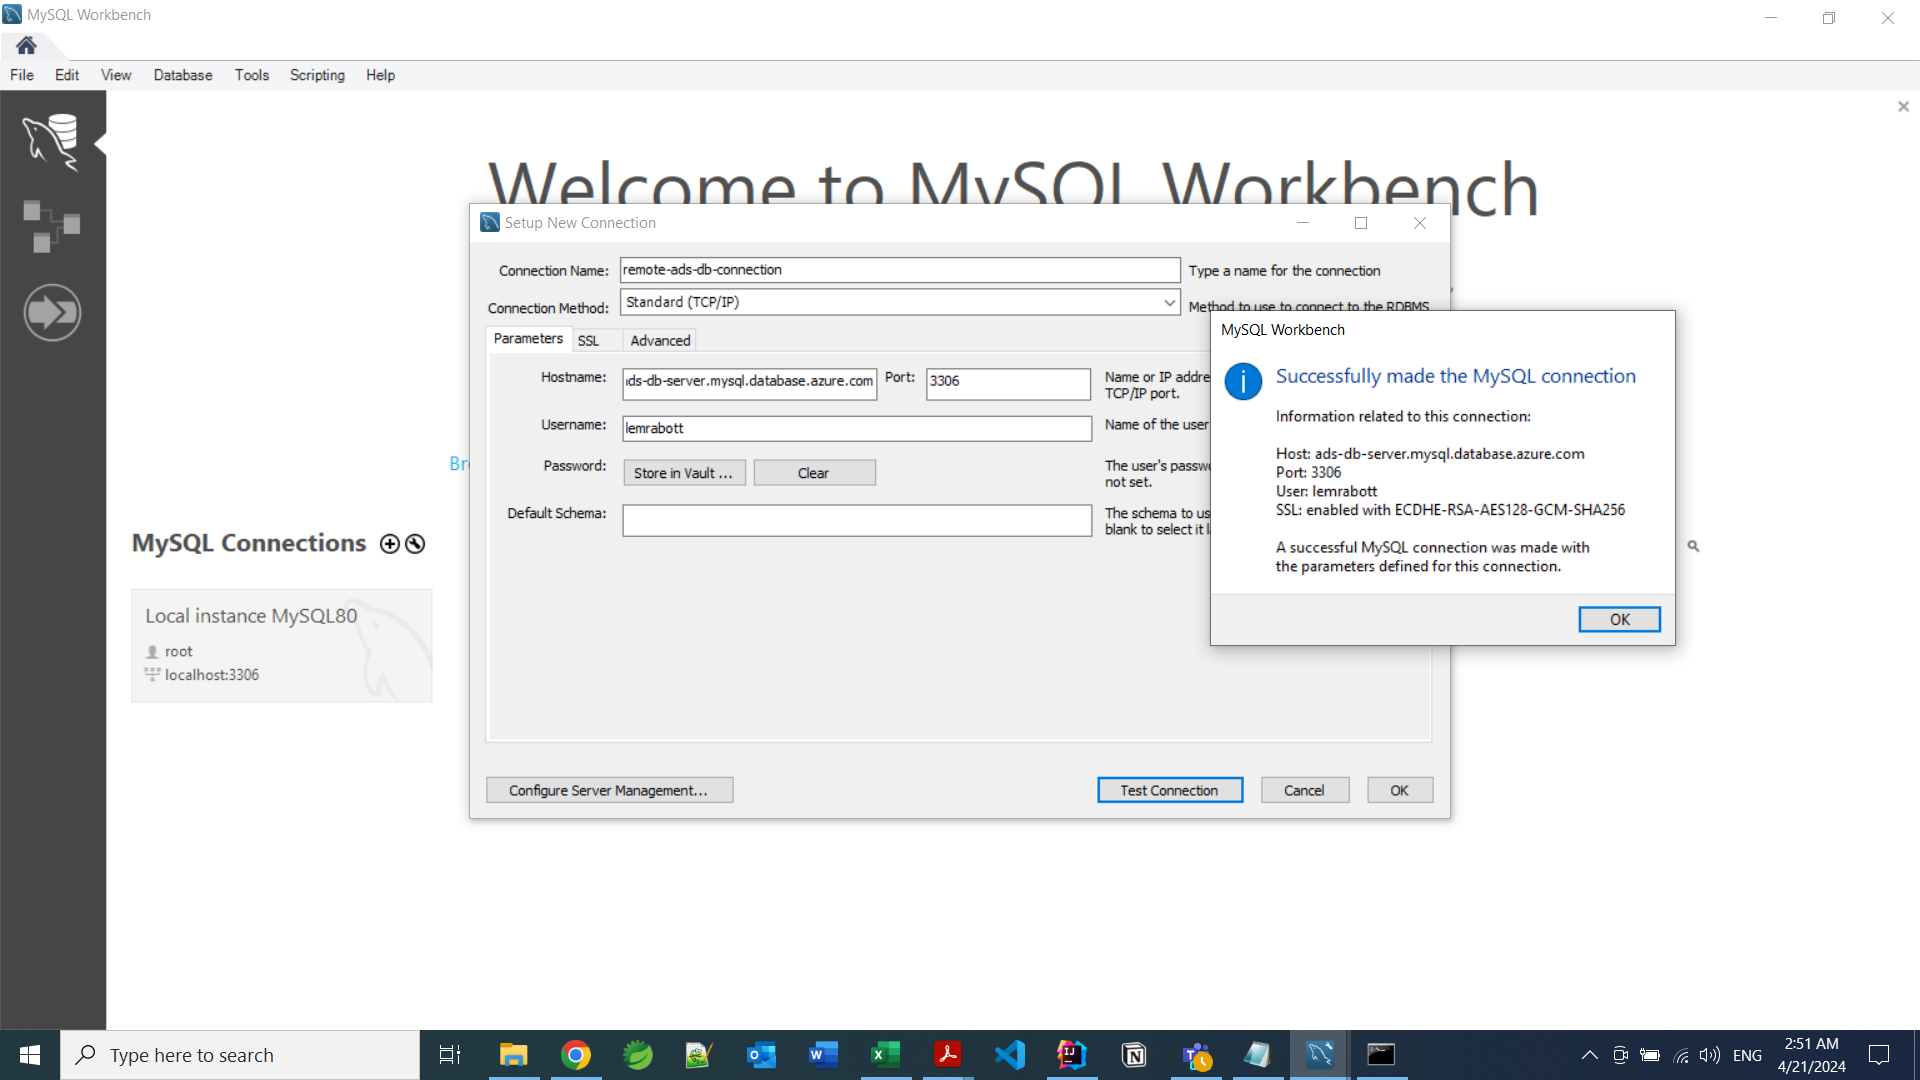 MySQL Workbench
File Edit View Database Tools Scripting Help
Welcome to MySQL Workbench
Setup New Connection
Connection Name: remote-ads-db-connection Type a name for the connection
Connection Method: Standard (TCP/IP) Method to use to connect to the RDBMS
Parameters SSL Advanced
Hostname: ads-db-server.mysql.database.azure.com Port: 3306 Name or IP addre
TCP/IP port.
Username: lemrabott Name of the user
Password: Store in Vault ... Clear The user's passw
not set.
Default Schema: The schema to us
blank to select it l
Configure Server Management... Test Connection Cancel OK
MySQL Workbench
Successfully made the MySQL connection
Information related to this connection:
Host: ads-db-server.mysql.database.azure.com
Port: 3306
User: lemrabott
SSL: enabled with ECDHE-RSA-AES128-GCM-SHA256
A successful MySQL connection was made with
the parameters defined for this connection.
OK
Br
MySQL Connections
Local instance MySQL80
root
localhost:3306
Type here to search
ENG
2:51 AM
4/21/2024